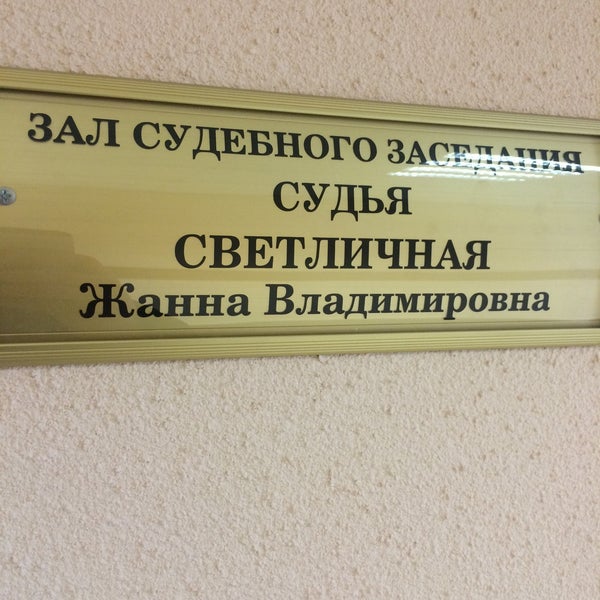 ЗАЛ СУДЕБНОГО ЗАСЕДАНИЯ
СУДЬЯ
СВЕТЛИЧНАЯ
Жанна Владимировна